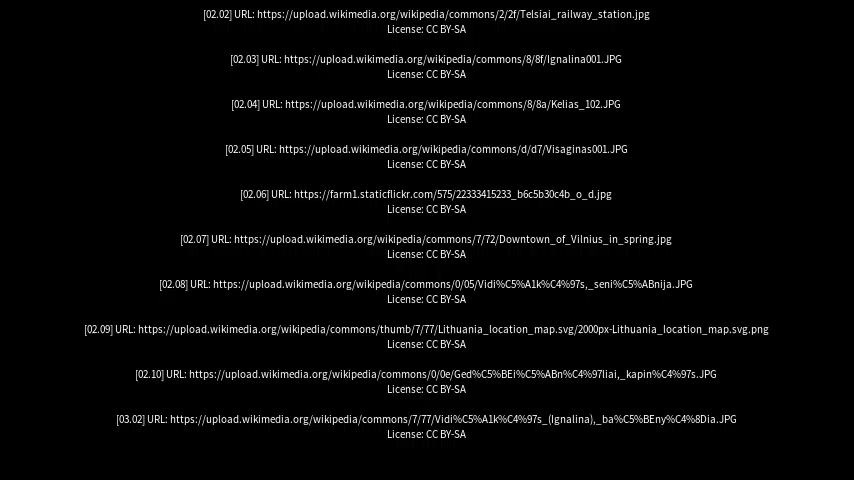 [02.02] URL: https://upload.wikimedia.org/wikipedia/commons/2/2f/Telsiai_railway_station.jpg
License: CC BY-SA
[02.03] URL: https://upload.wikimedia.org/wikipedia/commons/8/8f/Ignalina001.JPG
License: CC BY-SA
[02.04] URL: https://upload.wikimedia.org/wikipedia/commons/8/8a/Kelias_102.JPG
License: CC BY-SA
[02.05] URL: https://upload.wikimedia.org/wikipedia/commons/d/d7/Visaginas001.JPG
License: CC BY-SA
[02.06] URL: https://farm1.staticflickr.com/575/22333415233_b6c5b30c4b_o_d.jpg
License: CC BY-SA
[02.07] URL: https://upload.wikimedia.org/wikipedia/commons/7/72/Downtown_of_Vilnius_in_spring.jpg
License: CC BY-SA
[02.08] URL: https://upload.wikimedia.org/wikipedia/commons/0/05/Vidi%C5%A1k%C4%97s,_seni%C5%ABnija.JPG
License: CC BY-SA
[02.09] URL: https://upload.wikimedia.org/wikipedia/commons/thumb/7/77/Lithuania_location_map.svg/2000px-Lithuania_location_map.svg.png
License: CC BY-SA
[02.10] URL: https://upload.wikimedia.org/wikipedia/commons/0/0e/Ged%C5%BEi%C5%ABn%C4%97liai,_kapin%C4%97s.JPG
License: CC BY-SA
[03.02] URL: https://upload.wikimedia.org/wikipedia/commons/7/77/Vidi%C5%A1k%C4%97s_(Ignalina),_ba%C5%BEny%C4%8Dia.JPG
License: CC BY-SA